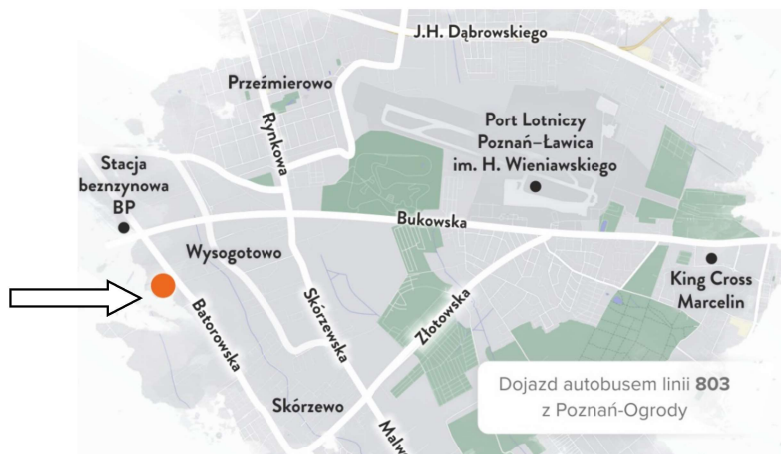 J.H. Dąbrowskiego
Przeźmierowo
Rynkowa
Port Lotniczy
Poznań–Ławica
im. H. Wieniawskiego
Stacja
beznzynowa
BP
Bukowska
Wysogotowo
King Cross
Marcelin
Batorowska
Skórzewska
Złotowska
Skórzewo
Malwo
Dojazd autobusem linii 803
z Poznań-Ogrody